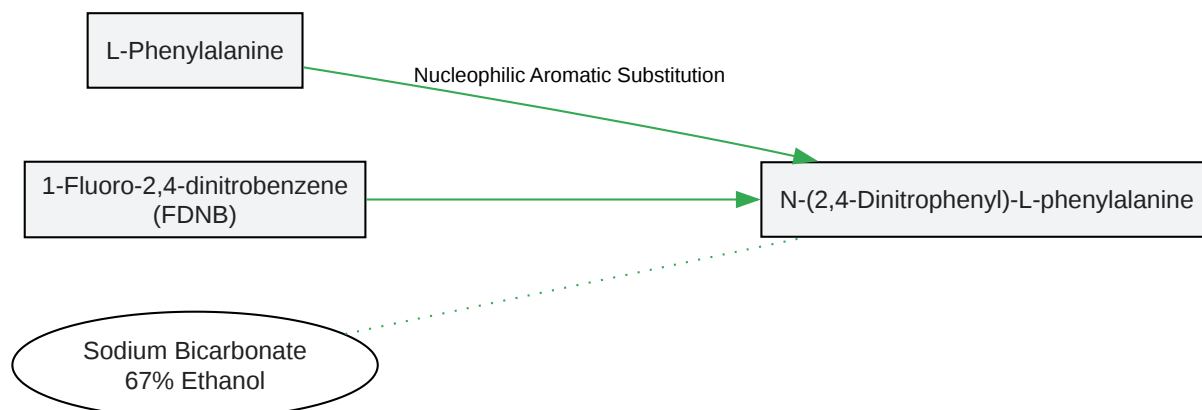 L-Phenylalanine
Nucleophilic Aromatic Substitution
1-Fluoro-2,4-dinitrobenzene
(FDNB)
N-(2,4-Dinitrophenyl)-L-phenylalanine
Sodium Bicarbonate
67% Ethanol